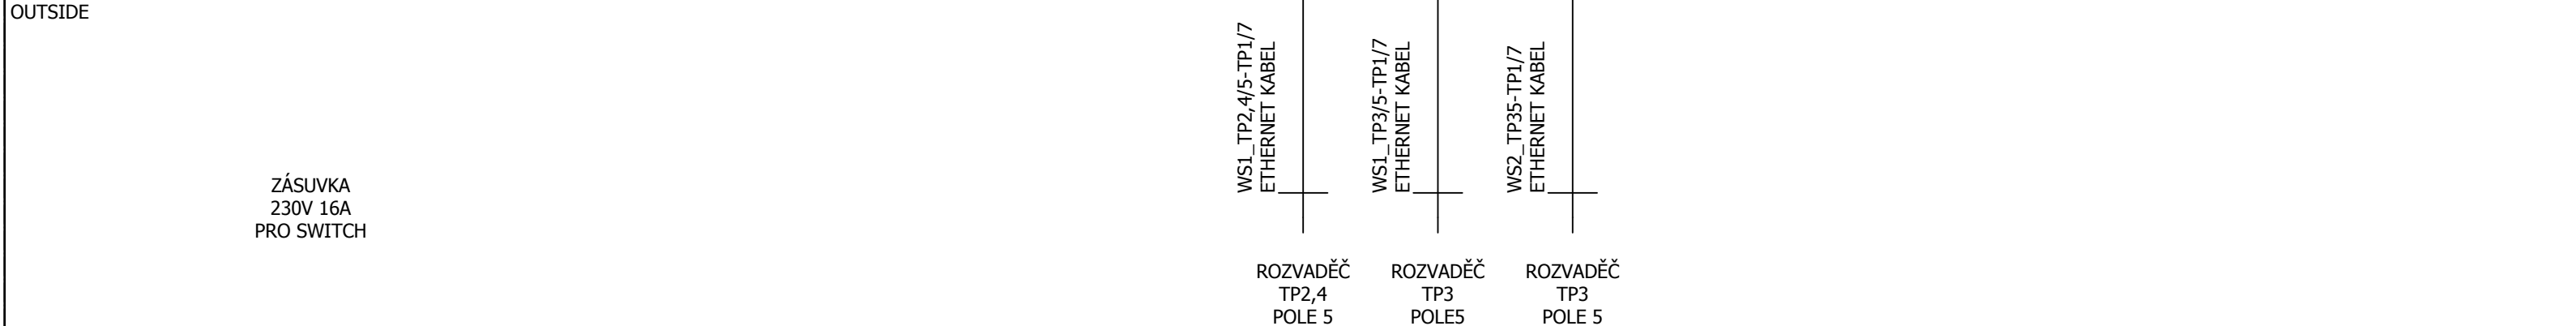 OUTSIDE
WS1_TP2,4/5-TP1/7
ETHERNET KABEL
WS1_TP3/5-TP1/7
ETHERNET KABEL
WS2_TP35-TP1/7
ETHERNET KABEL
ZÁSUVKA
230V 16A
PRO SWITCH
ROZVADĚČ
TP2,4
POLE 5
ROZVADĚČ
TP3
POLE5
ROZVADĚČ
TP3
POLE 5